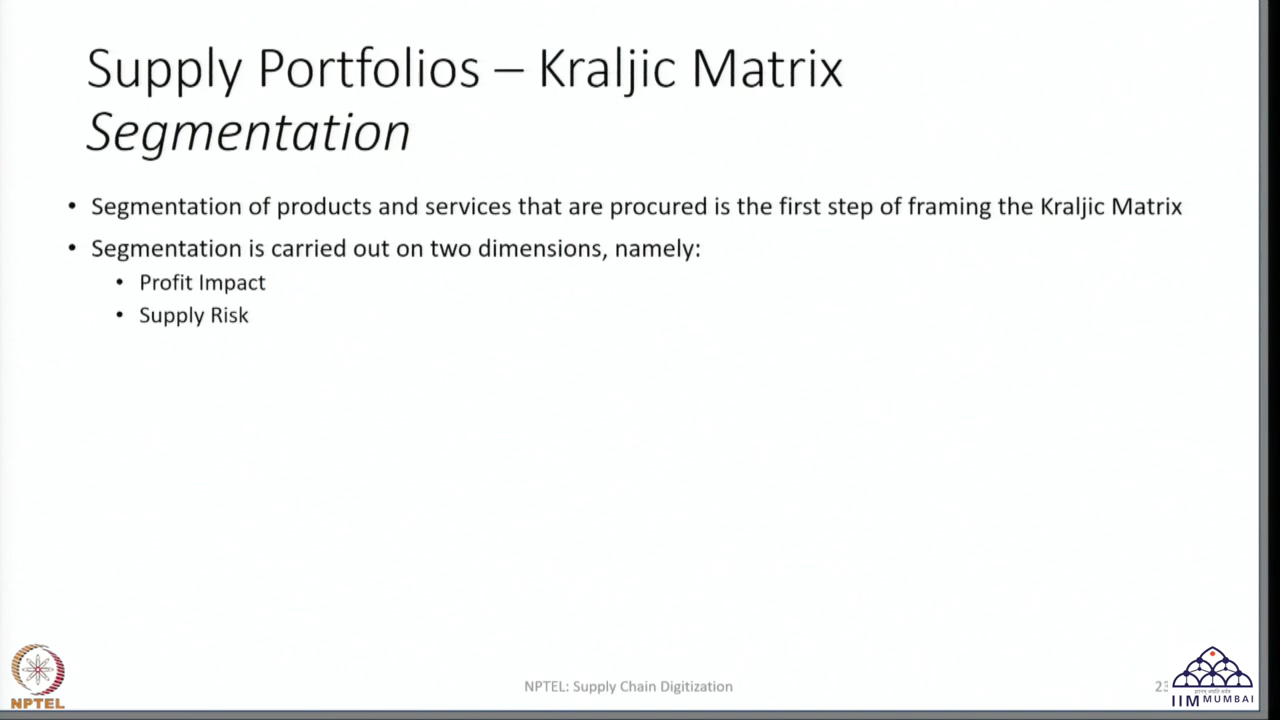 Supply Portfolios – Kraljic Matrix
Segmentation
• Segmentation of products and services that are procured is the first step of framing the Kraljic Matrix
• Segmentation is carried out on two dimensions, namely:
• Profit Impact
• Supply Risk
NPTEL
NPTEL: Supply Chain Digitization
IIM MUMBAI